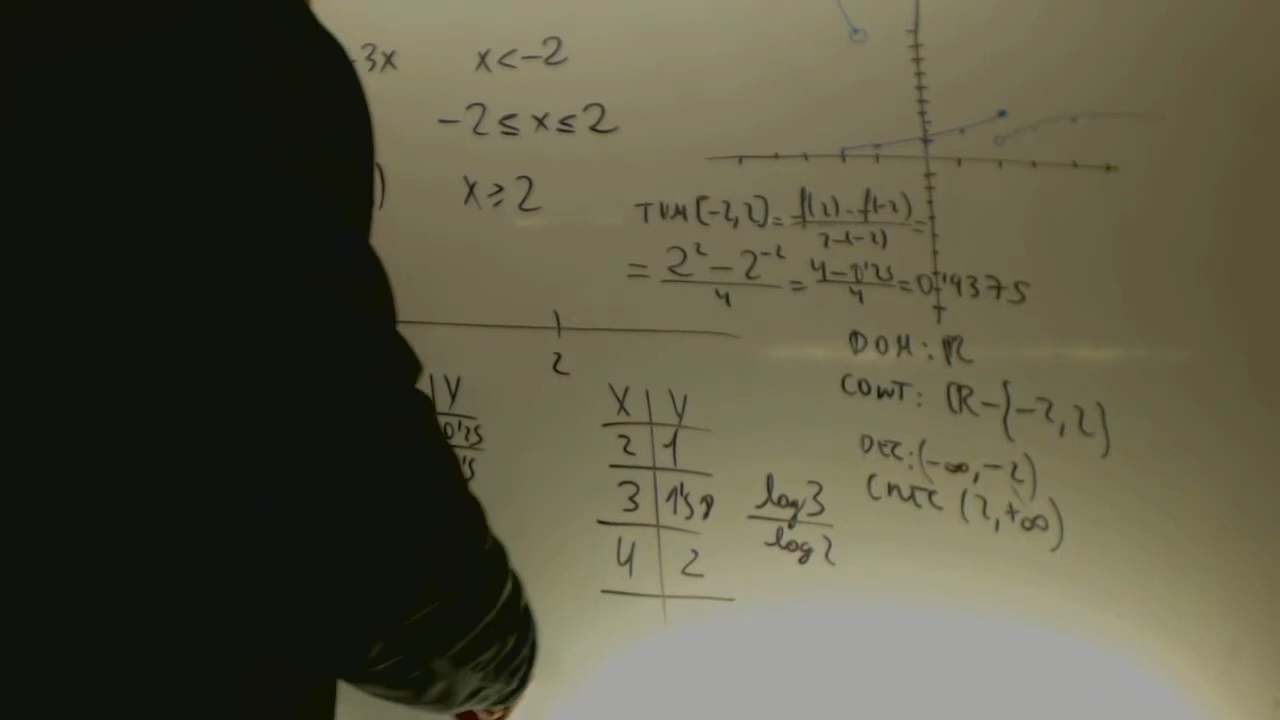 -3x x<-2
-2≤x≤2
) x≥2
TVM[-2,2]=f(2)-f(-2)/2-(-2)=
=2²-2⁻²/4=4-0'25/4=0'9375
2
DOM: ℝ
CONT: ℝ-{-2,2}
DEC: (-∞,-2)
CREC (2,+∞)
Y
0'25
'5
X Y
2 1
3 1'58
4 2
log3/log2